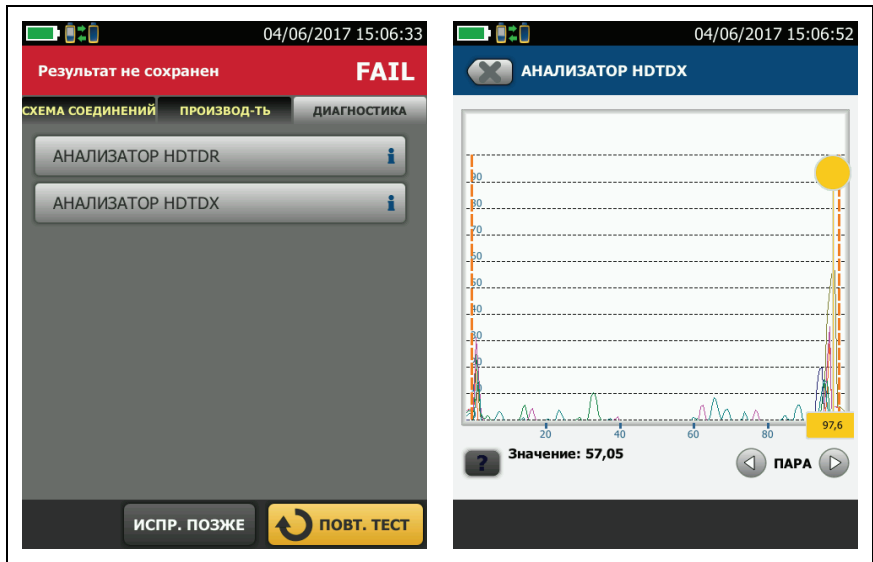 04/06/2017 15:06:33
Результат не сохранен
FAIL
СХЕМА СОЕДИНЕНИЙ
ПРОИЗВОД-ТЬ
ДИАГНОСТИКА
АНАЛИЗАТОР HDTDR
i
АНАЛИЗАТОР HDTDX
i
ИСПР. ПОЗЖЕ
ПОВТ. ТЕСТ
04/06/2017 15:06:52
АНАЛИЗАТОР HDTDX
90
80
70
60
50
40
30
20
20
40
60
80
97,6
?
Значение: 57,05
ПАРА